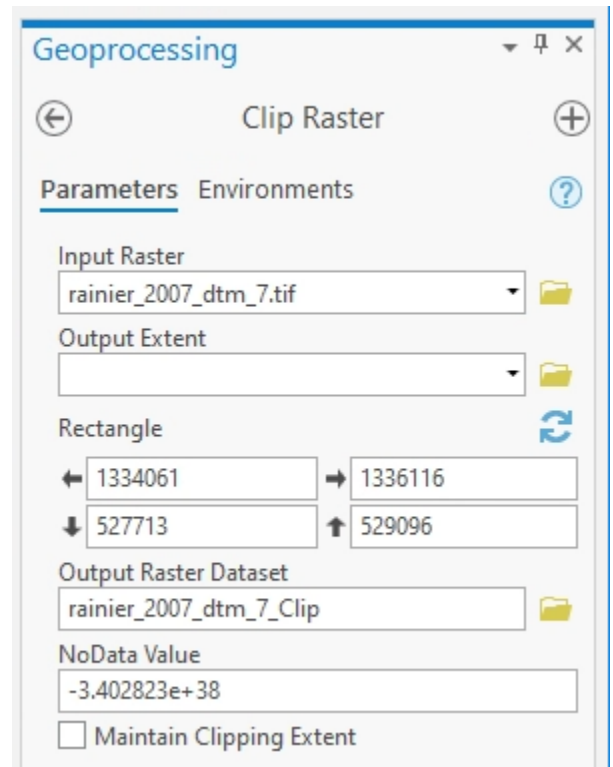 Geoprocessing
Clip Raster
Parameters Environments
Input Raster
rainier_2007_dtm_7.tif
Output Extent
Rectangle
1334061 1336116
527713 529096
Output Raster Dataset
rainier_2007_dtm_7_Clip
NoData Value
-3.402823e+38
Maintain Clipping Extent